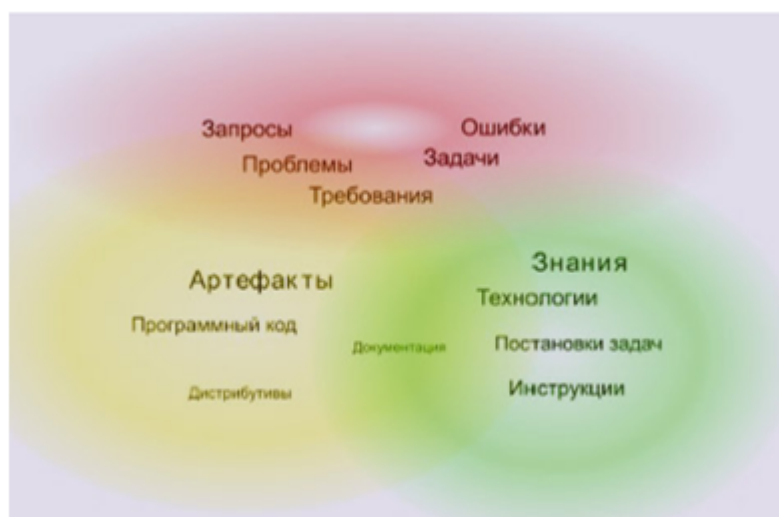 Запросы
Ошибки
Проблемы
Задачи
Требования
Знания
Артефакты
Технологии
Программный код
Документация
Постановки задач
Дистрибутивы
Инструкции